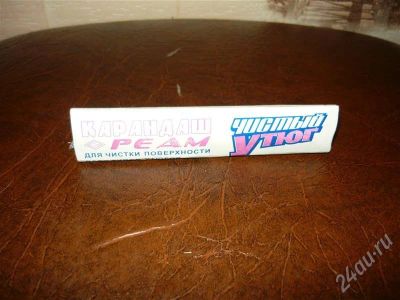 КАРАНДАШ
РЕАМ
ДЛЯ ЧИСТКИ ПОВЕРХНОСТИ
ЧИСТЫЙ
УТЮГ
24au.ru